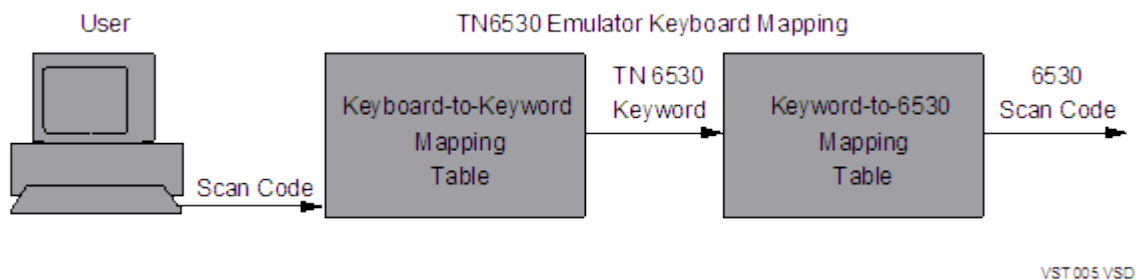 User
TN6530 Emulator Keyboard Mapping
Scan Code
Keyboard-to-Keyword
Mapping
Table
TN 6530
Keyword
Keyword-to-6530
Mapping
Table
6530
Scan Code
VST005.VSD